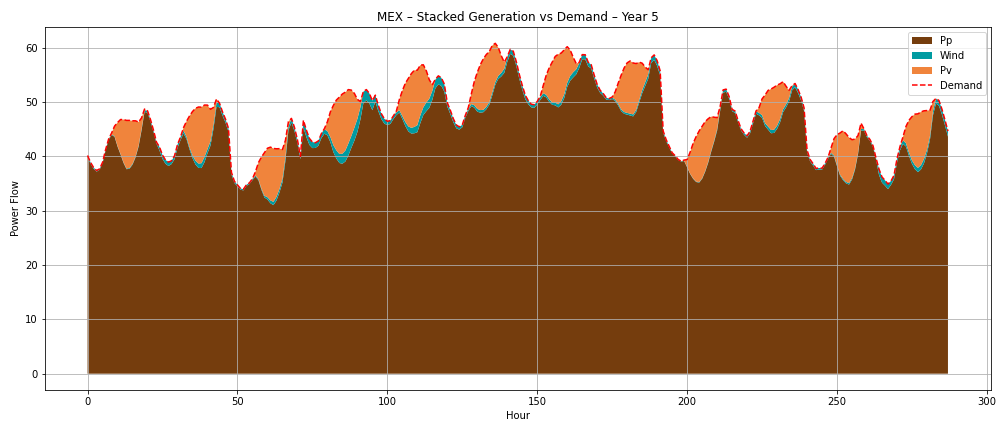 MEX – Stacked Generation vs Demand – Year 5
Pp
Wind
Pv
Demand
Power Flow
60
50
40
30
20
10
0
0 50 100 150 200 250 300
Hour